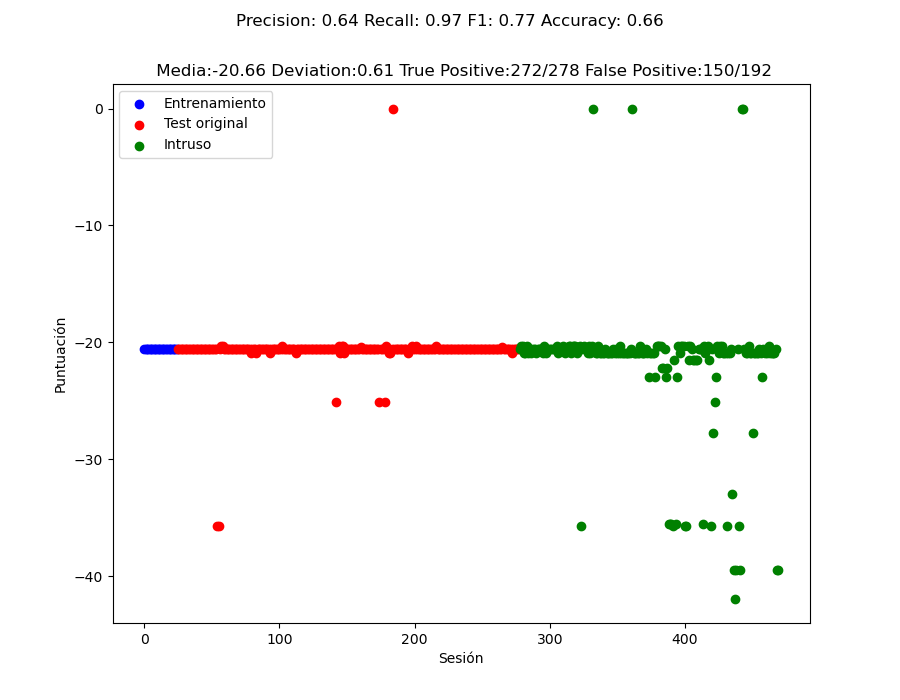 Precision: 0.64 Recall: 0.97 F1: 0.77 Accuracy: 0.66
Media:-20.66 Deviation:0.61 True Positive:272/278 False Positive:150/192
Entrenamiento
Test original
Intruso
0
−10
−20
−30
−40
Puntuación
0 100 200 300 400
Sesión